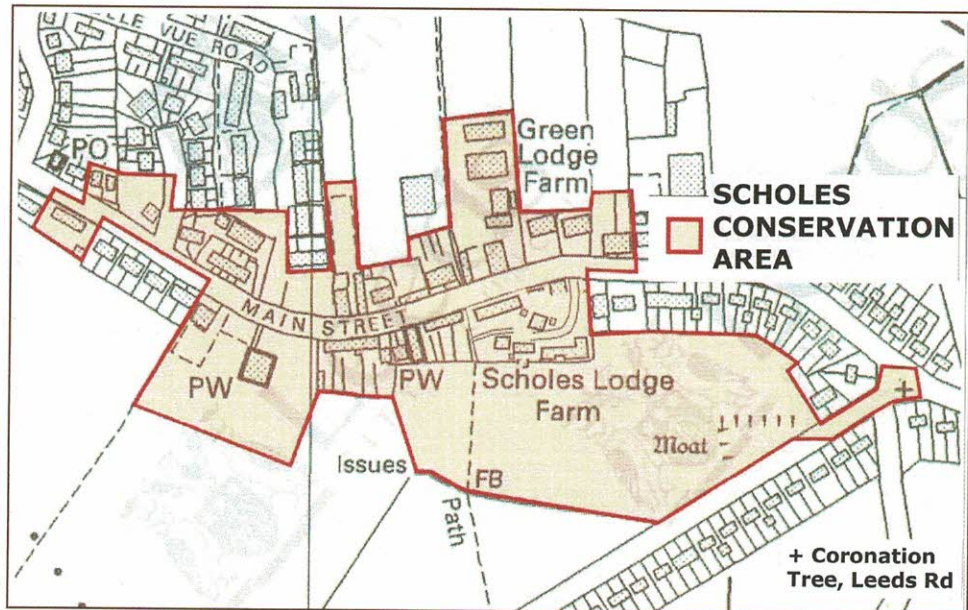 ELLE VUE ROAD
PO
Green
Lodge
Farm
SCHOLES
CONSERVATION
AREA
MAIN STREET
PW
PW
Scholes Lodge
Farm
Moat
+
Issues
FB
Path
+ Coronation
Tree, Leeds Rd